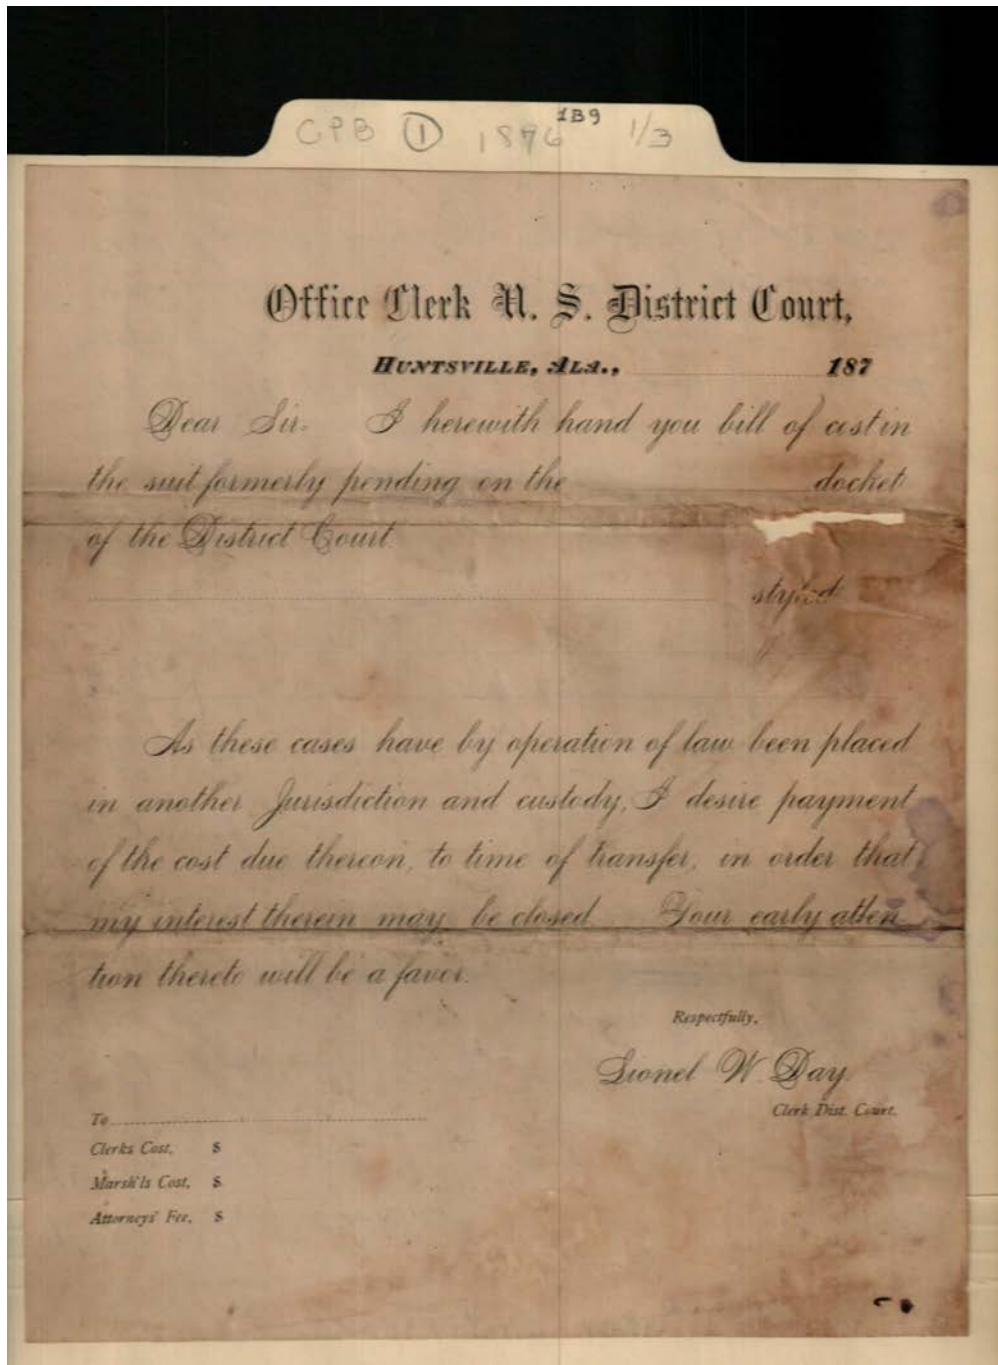 CPB 1 1876 1B9 1/3
Office Clerk U. S. District Court,
HUNTSVILLE, ALA., 187
Dear Sir. I herewith hand you bill of cost in
the suit formerly pending on the docket
of the District Court
styled
As these cases have by operation of law been placed
in another Jurisdiction and custody, I desire payment
of the cost due thereon, to time of transfer, in order that
my interest therein may be closed. Your early atten
tion thereto will be a favor.
Respectfully,
Lionel W. Day.
Clerk Dist. Court.
To
Clerks Cost, $
Marsh'ls Cost, $
Attorneys' Fee, $